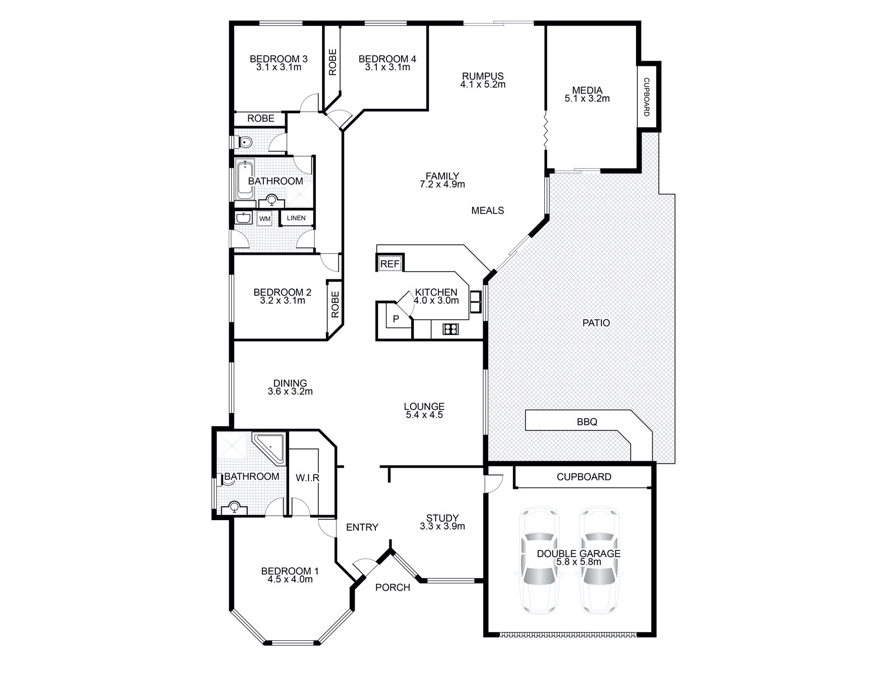 BEDROOM 3
3.1 x 3.1m
ROBE
BEDROOM 4
3.1 x 3.1m
RUMPUS
4.1 x 5.2m
MEDIA
5.1 x 3.2m
CUPBOARD
ROBE
BATHROOM
FAMILY
7.2 x 4.9m
MEALS
WM
LINEN
REF
BEDROOM 2
3.2 x 3.1m
ROBE
KITCHEN
4.0 x 3.0m
P
PATIO
DINING
3.6 x 3.2m
LOUNGE
5.4 x 4.5
BBQ
BATHROOM
W.I.R
CUPBOARD
STUDY
3.3 x 3.9m
ENTRY
DOUBLE GARAGE
5.8 x 5.8m
BEDROOM 1
4.5 x 4.0m
PORCH